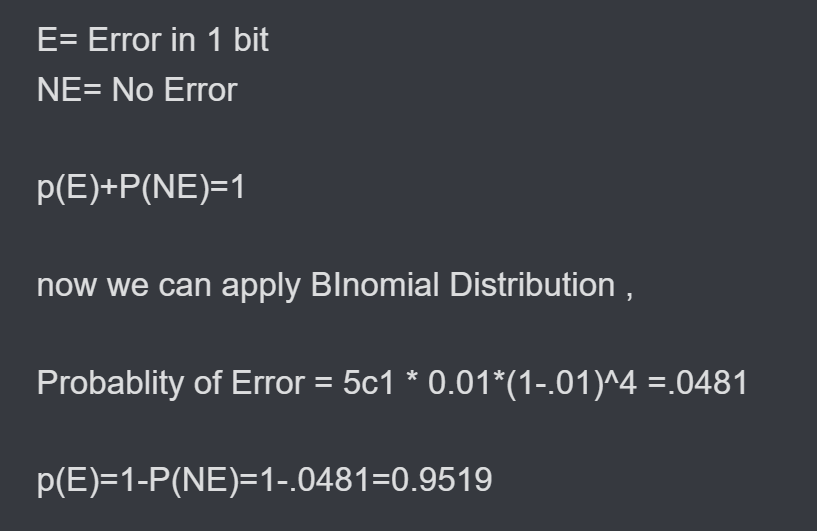 E= Error in 1 bit
NE= No Error
p(E)+P(NE)=1
now we can apply BInomial Distribution ,
Probablity of Error = 5c1 * 0.01*(1-.01)^4 =.0481
p(E)=1-P(NE)=1-.0481=0.9519